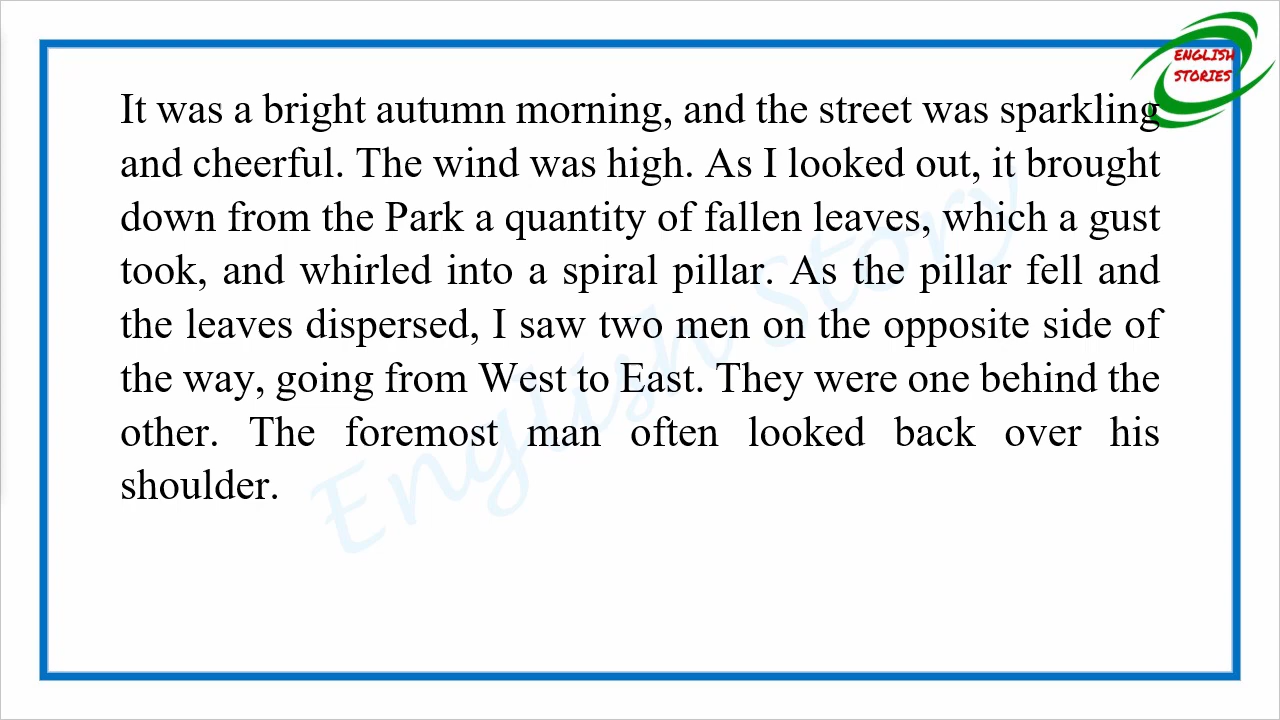 ENGLISH
STORIES
It was a bright autumn morning, and the street was sparkling
and cheerful. The wind was high. As I looked out, it brought
down from the Park a quantity of fallen leaves, which a gust
took, and whirled into a spiral pillar. As the pillar fell and
the leaves dispersed, I saw two men on the opposite side of
the way, going from West to East. They were one behind the
other. The foremost man often looked back over his
shoulder.
English Story